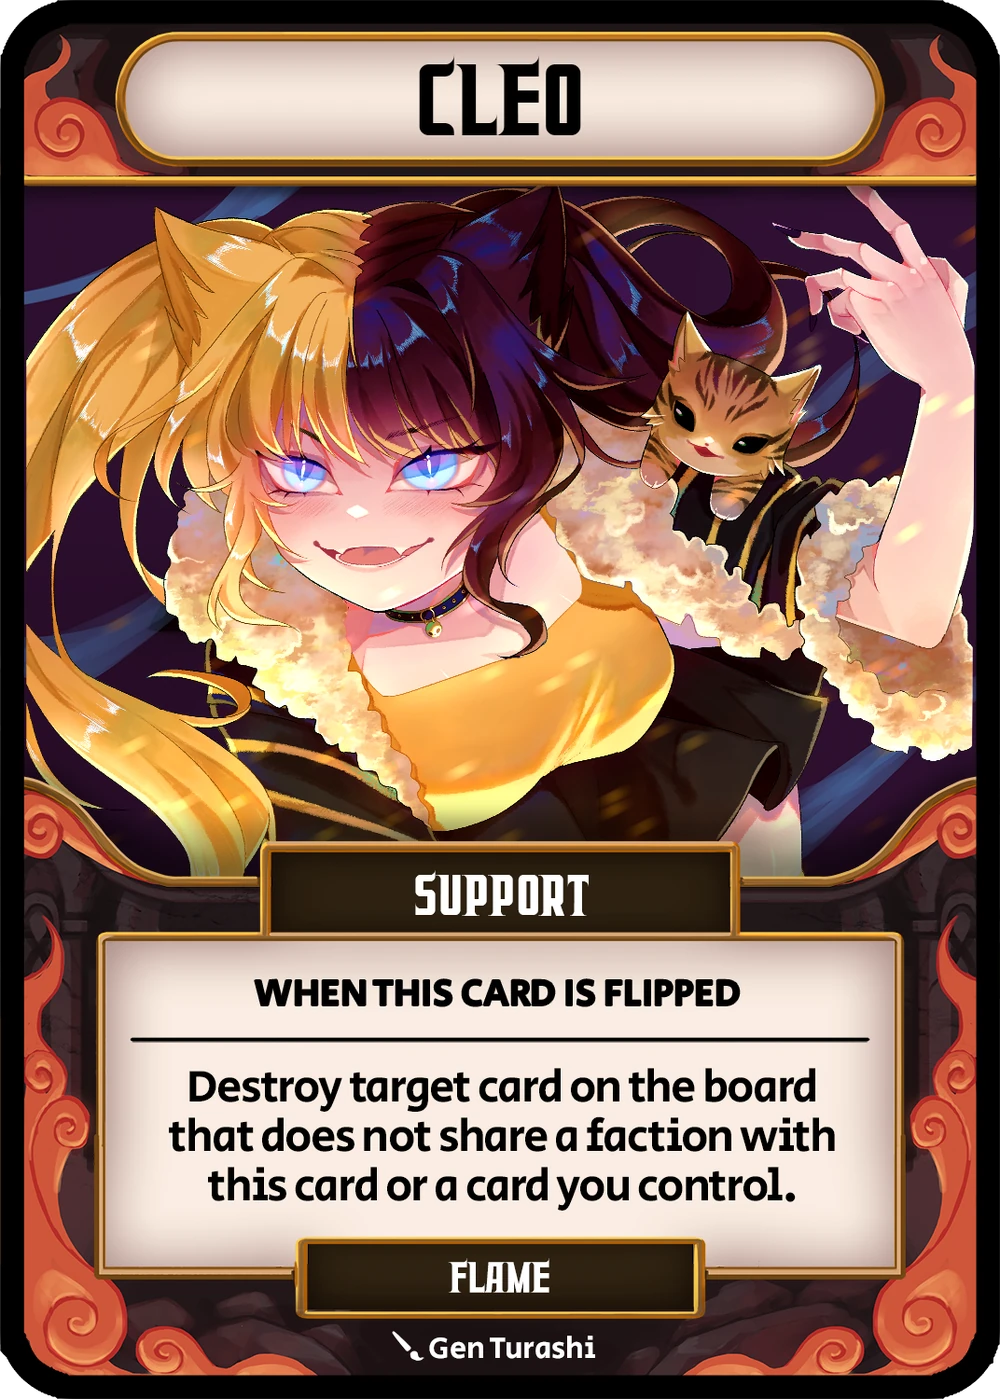 CLEO
SUPPORT
WHEN THIS CARD IS FLIPPED
Destroy target card on the board
that does not share a faction with
this card or a card you control.
FLAME
Gen Turashi